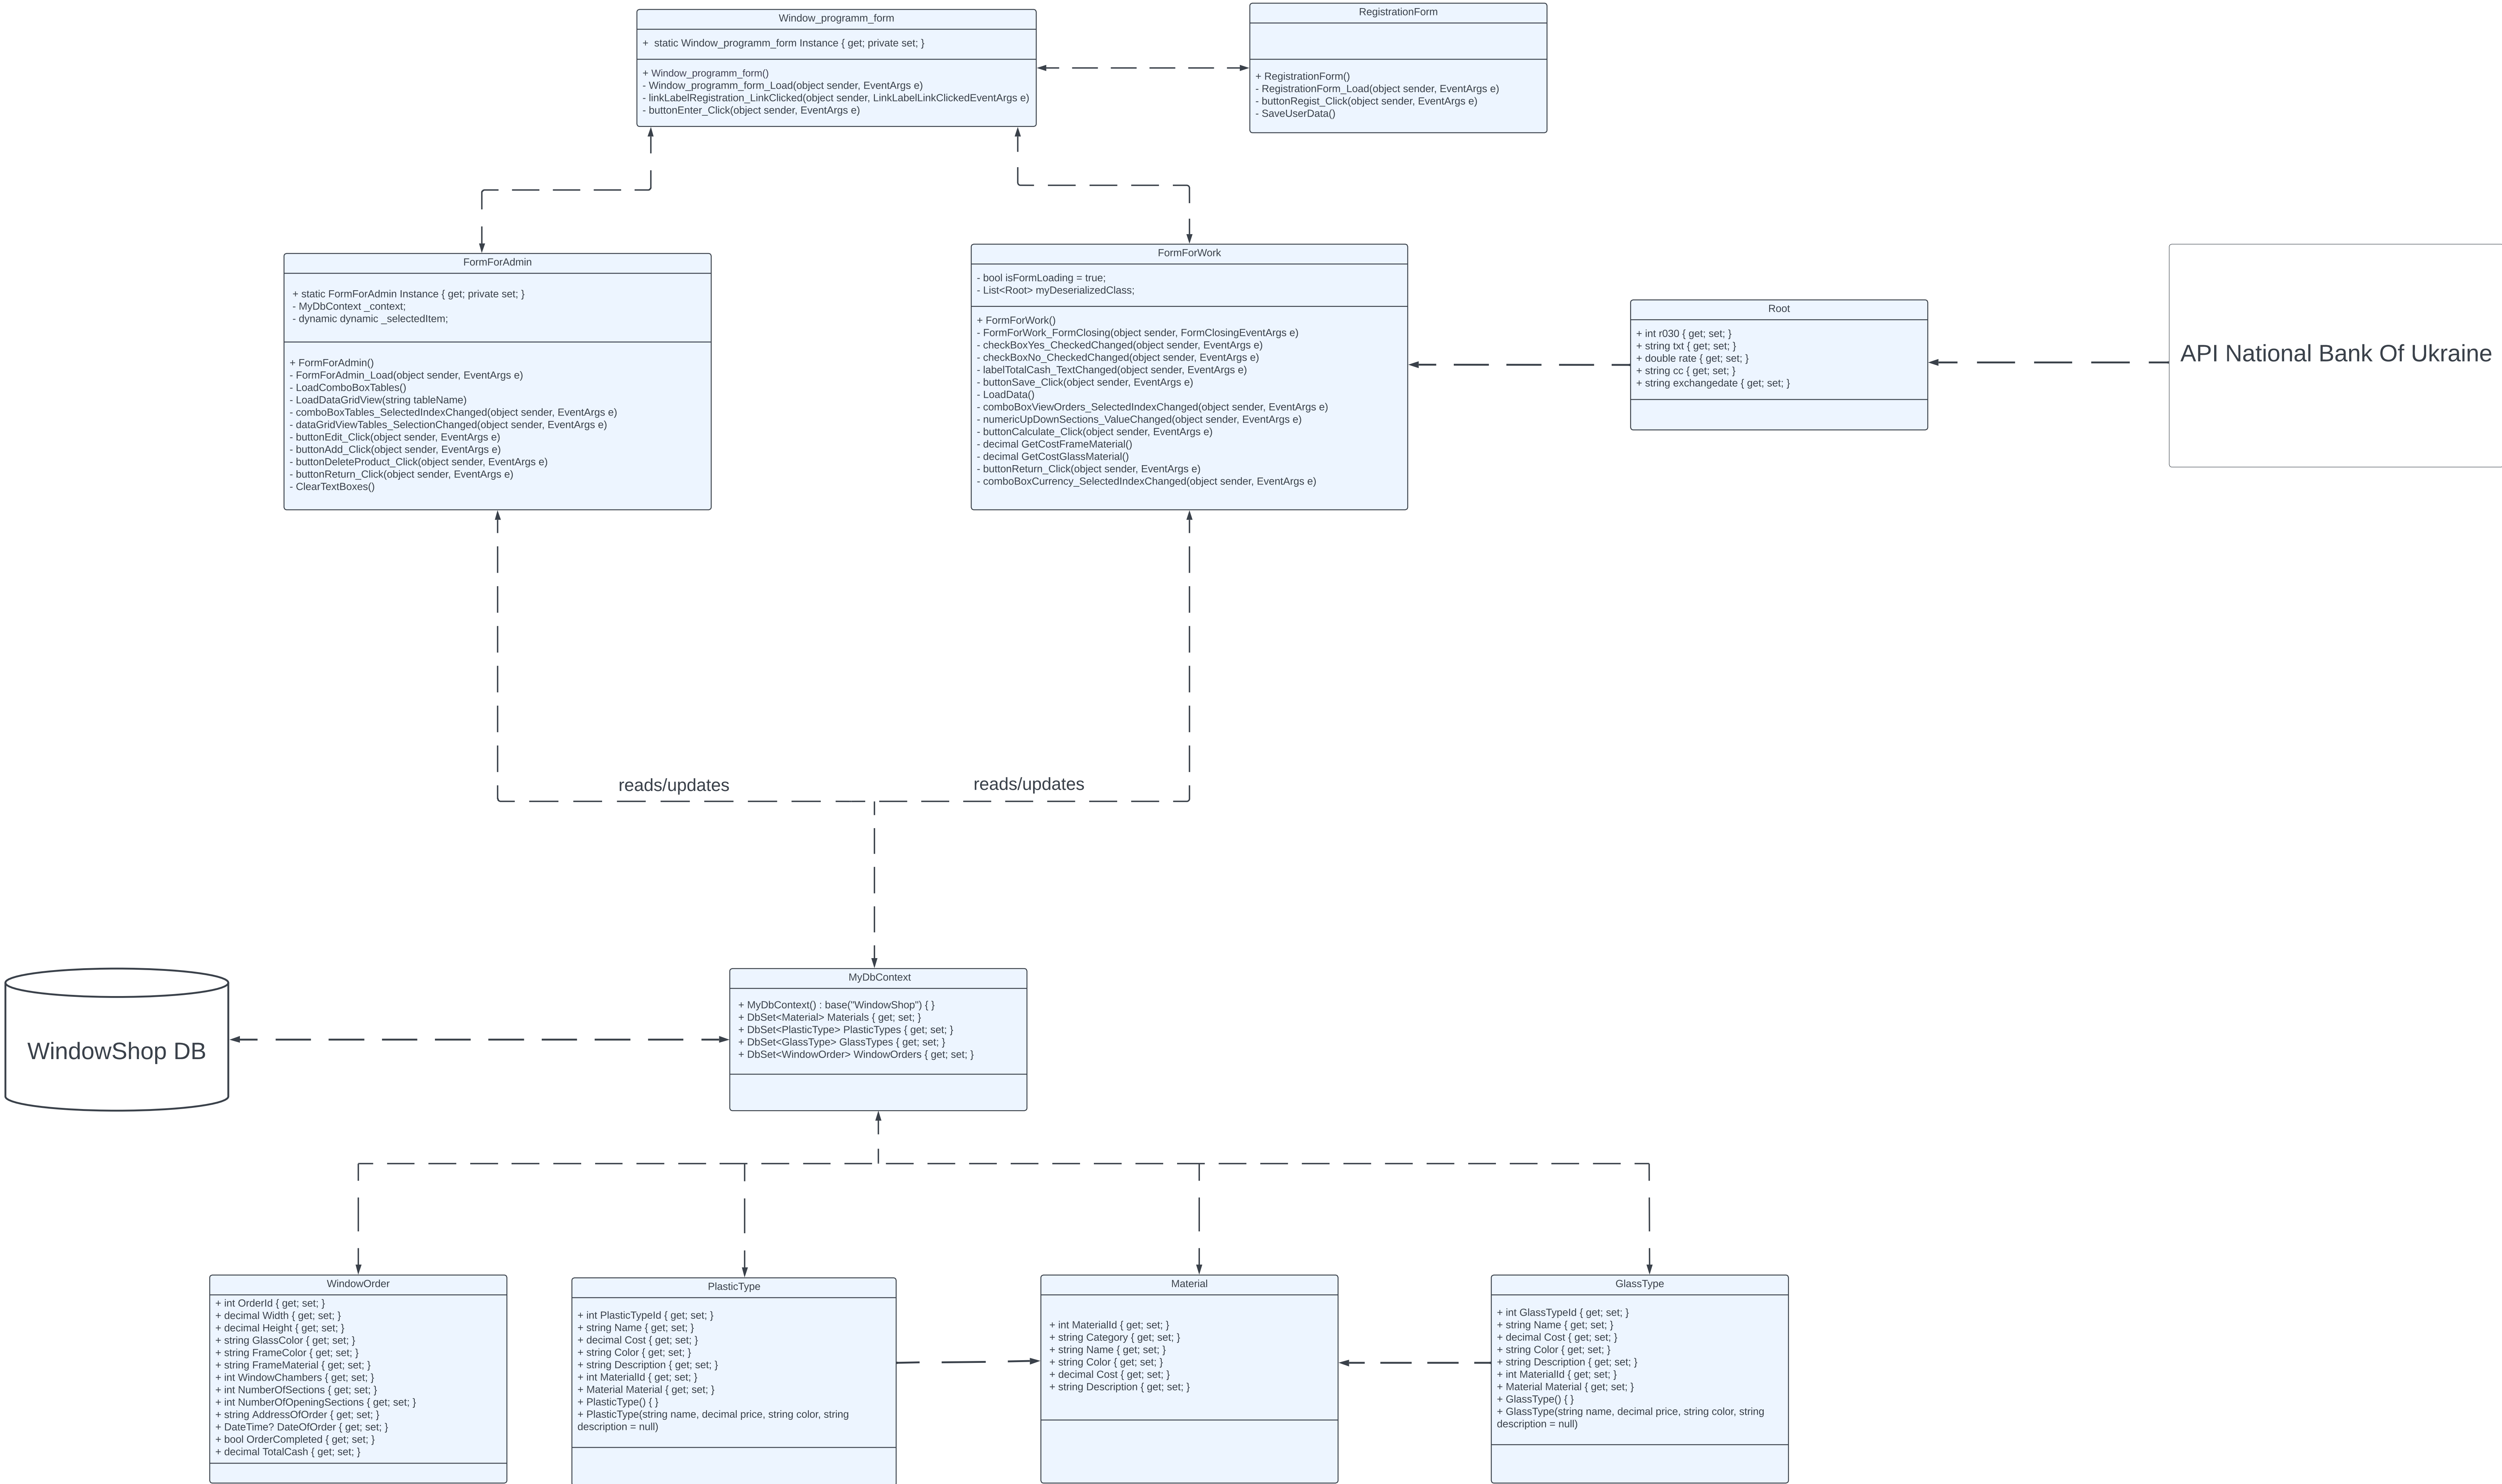 Window_programm_form
+  static Window_programm_form Instance { get; private set; }
+ Window_programm_form()
- Window_programm_form_Load(object sender, EventArgs e)
- linkLabelRegistration_LinkClicked(object sender, LinkLabelLinkClickedEventArgs e)
- buttonEnter_Click(object sender, EventArgs e)
RegistrationForm
+ RegistrationForm()
- RegistrationForm_Load(object sender, EventArgs e)
- buttonRegist_Click(object sender, EventArgs e)
- SaveUserData()
FormForAdmin
+ static FormForAdmin Instance { get; private set; }
- MyDbContext _context;
- dynamic dynamic _selectedItem;
+ FormForAdmin()
- FormForAdmin_Load(object sender, EventArgs e)
- LoadComboBoxTables()
- LoadDataGridView(string tableName)
- comboBoxTables_SelectedIndexChanged(object sender, EventArgs e)
- dataGridViewTables_SelectionChanged(object sender, EventArgs e)
- buttonEdit_Click(object sender, EventArgs e)
- buttonAdd_Click(object sender, EventArgs e)
- buttonDeleteProduct_Click(object sender, EventArgs e)
- buttonReturn_Click(object sender, EventArgs e)
- ClearTextBoxes()
FormForWork
- bool isFormLoading = true;
- List<Root> myDeserializedClass;
+ FormForWork()
- FormForWork_FormClosing(object sender, FormClosingEventArgs e)
- checkBoxYes_CheckedChanged(object sender, EventArgs e)
- checkBoxNo_CheckedChanged(object sender, EventArgs e)
- labelTotalCash_TextChanged(object sender, EventArgs e)
- buttonSave_Click(object sender, EventArgs e)
- LoadData()
- comboBoxViewOrders_SelectedIndexChanged(object sender, EventArgs e)
- numericUpDownSections_ValueChanged(object sender, EventArgs e)
- buttonCalculate_Click(object sender, EventArgs e)
- decimal GetCostFrameMaterial()
- decimal GetCostGlassMaterial()
- buttonReturn_Click(object sender, EventArgs e)
- comboBoxCurrency_SelectedIndexChanged(object sender, EventArgs e)
Root
+ int r030 { get; set; }
+ string txt { get; set; }
+ double rate { get; set; }
+ string cc { get; set; }
+ string exchangedate { get; set; }
API National Bank Of Ukraine
reads/updates
reads/updates
WindowShop DB
MyDbContext
+ MyDbContext() : base("WindowShop") { }
+ DbSet<Material> Materials { get; set; }
+ DbSet<PlasticType> PlasticTypes { get; set; }
+ DbSet<GlassType> GlassTypes { get; set; }
+ DbSet<WindowOrder> WindowOrders { get; set; }
WindowOrder
+ int OrderId { get; set; }
+ decimal Width { get; set; }
+ decimal Height { get; set; }
+ string GlassColor { get; set; }
+ string FrameColor { get; set; }
+ string FrameMaterial { get; set; }
+ int WindowChambers { get; set; }
+ int NumberOfSections { get; set; }
+ int NumberOfOpeningSections { get; set; }
+ string AddressOfOrder { get; set; }
+ DateTime? DateOfOrder { get; set; }
+ bool OrderCompleted { get; set; }
+ decimal TotalCash { get; set; }
PlasticType
+ int PlasticTypeId { get; set; }
+ string Name { get; set; }
+ decimal Cost { get; set; }
+ string Color { get; set; }
+ string Description { get; set; }
+ int MaterialId { get; set; }
+ Material Material { get; set; }
+ PlasticType() { }
+ PlasticType(string name, decimal price, string color, string
description = null)
Material
+ int MaterialId { get; set; }
+ string Category { get; set; }
+ string Name { get; set; }
+ string Color { get; set; }
+ decimal Cost { get; set; }
+ string Description { get; set; }
GlassType
+ int GlassTypeId { get; set; }
+ string Name { get; set; }
+ decimal Cost { get; set; }
+ string Color { get; set; }
+ string Description { get; set; }
+ int MaterialId { get; set; }
+ Material Material { get; set; }
+ GlassType() { }
+ GlassType(string name, decimal price, string color, string
description = null)